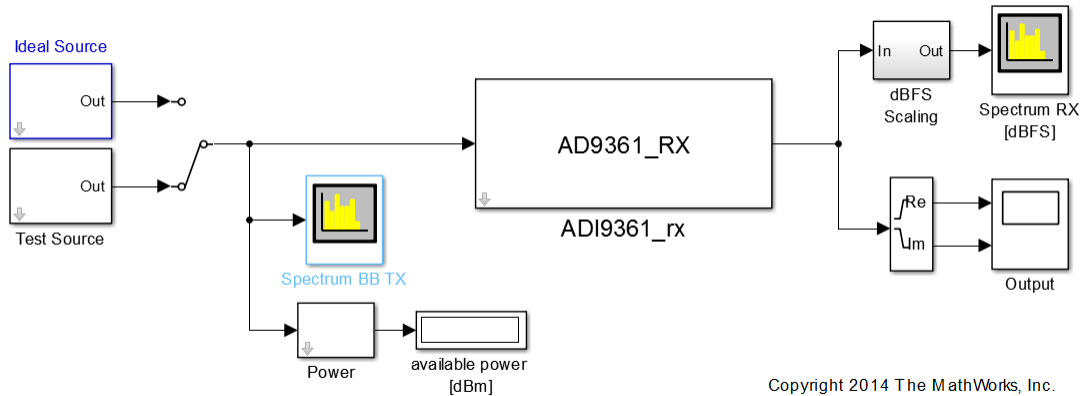 Ideal Source
Out
Out
Test Source
Spectrum BB TX
Power
available power
[dBm]
AD9361_RX
ADI9361_rx
In Out
dBFS
Scaling
Spectrum RX
[dBFS]
Re
Im
Output
Copyright 2014 The MathWorks, Inc.